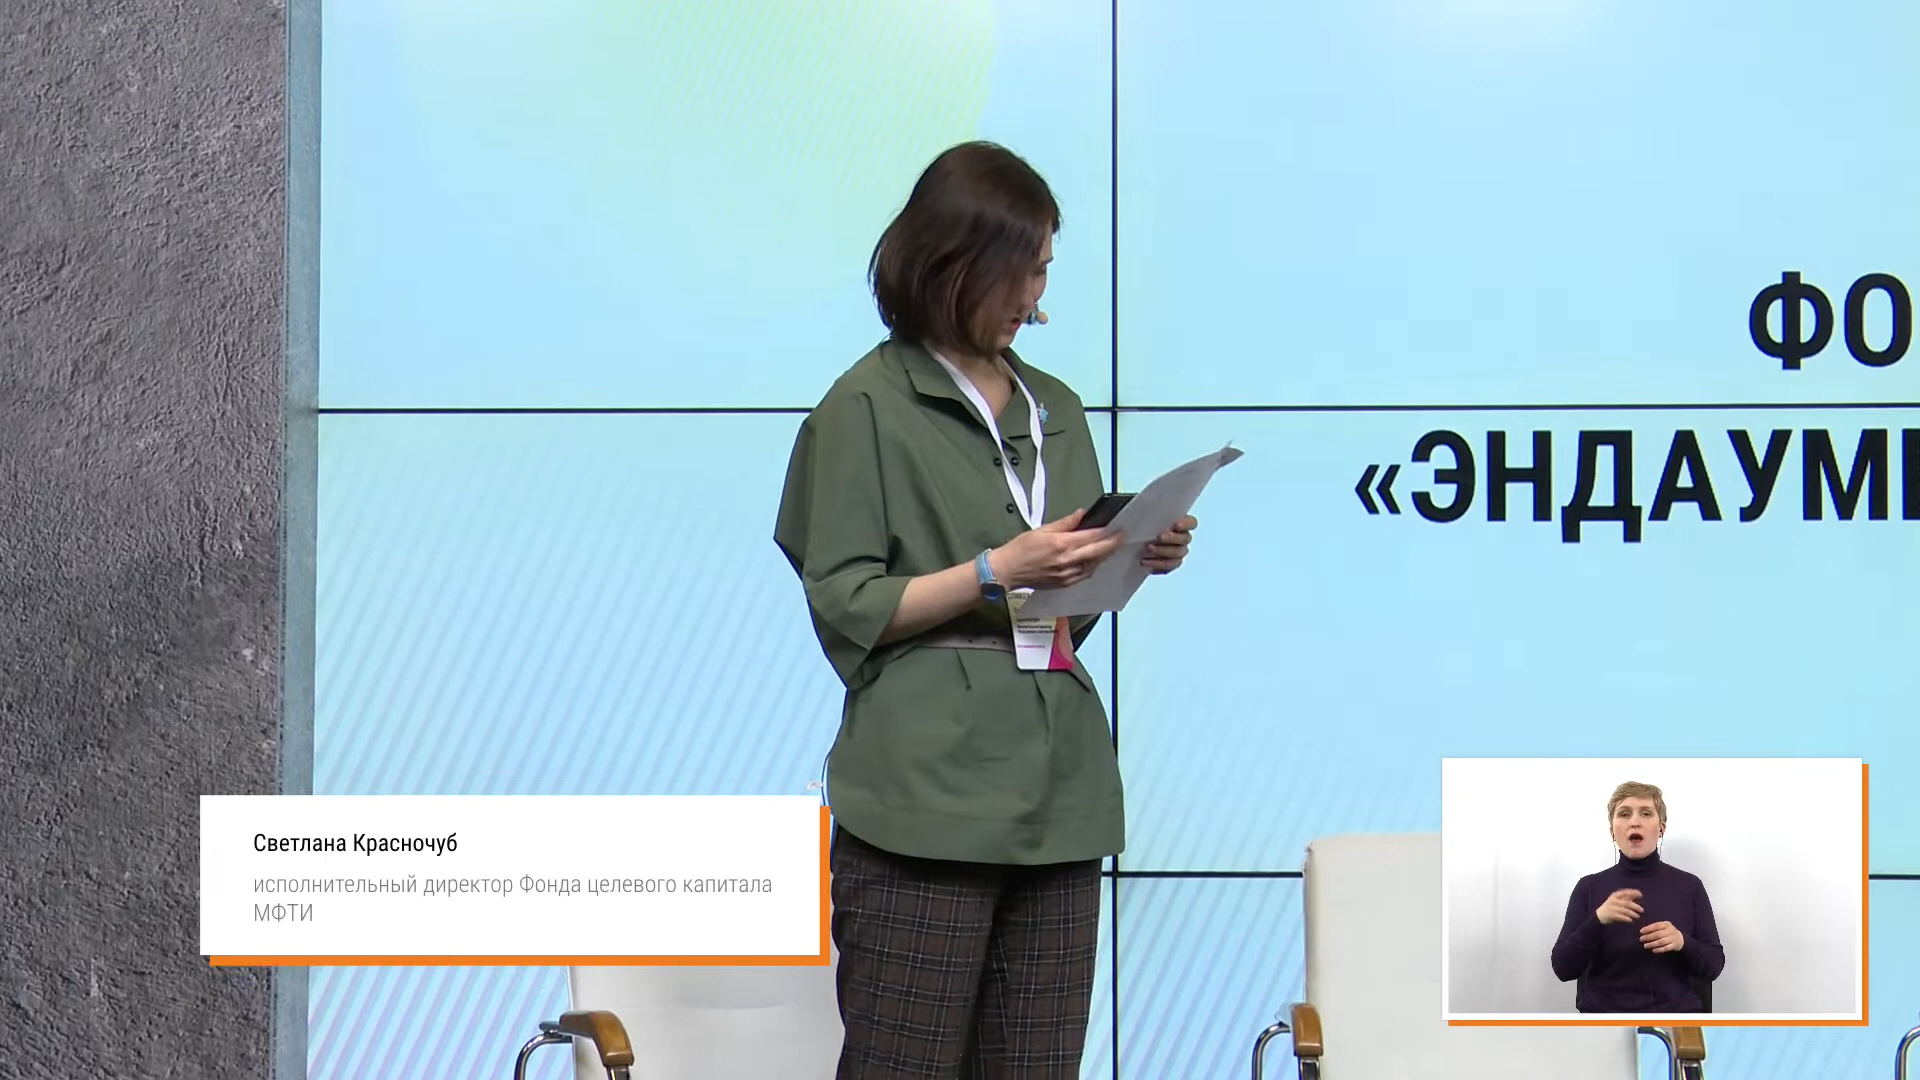 ФО
«ЭНДАУМ
Светлана Красночуб
исполнительный директор Фонда целевого капитала
МФТИ